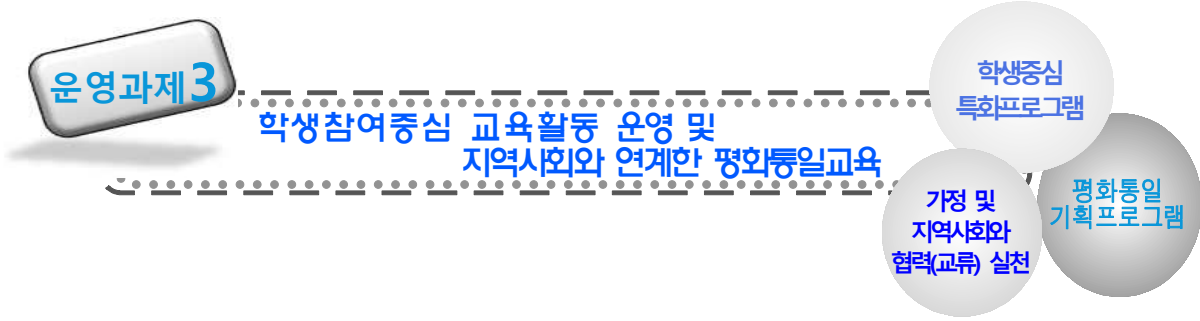 운영과제3
학생참여중심 교육활동 운영 및
지역사회와 연계한 평화통일교육
학생중심
특화프로그램
가정 및
지역사회와
협력(교류) 실천
평화통일
기획프로그램